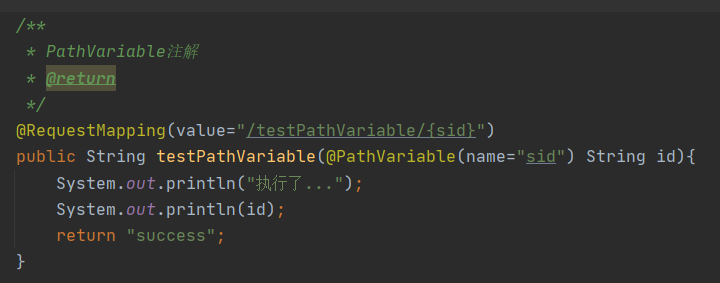 /**
 * PathVariable注解
 * @return
 */
@RequestMapping(value="/testPathVariable/{sid}")
public String testPathVariable(@PathVariable(name="sid") String id){
    System.out.println("执行了...");
    System.out.println(id);
    return "success";
}